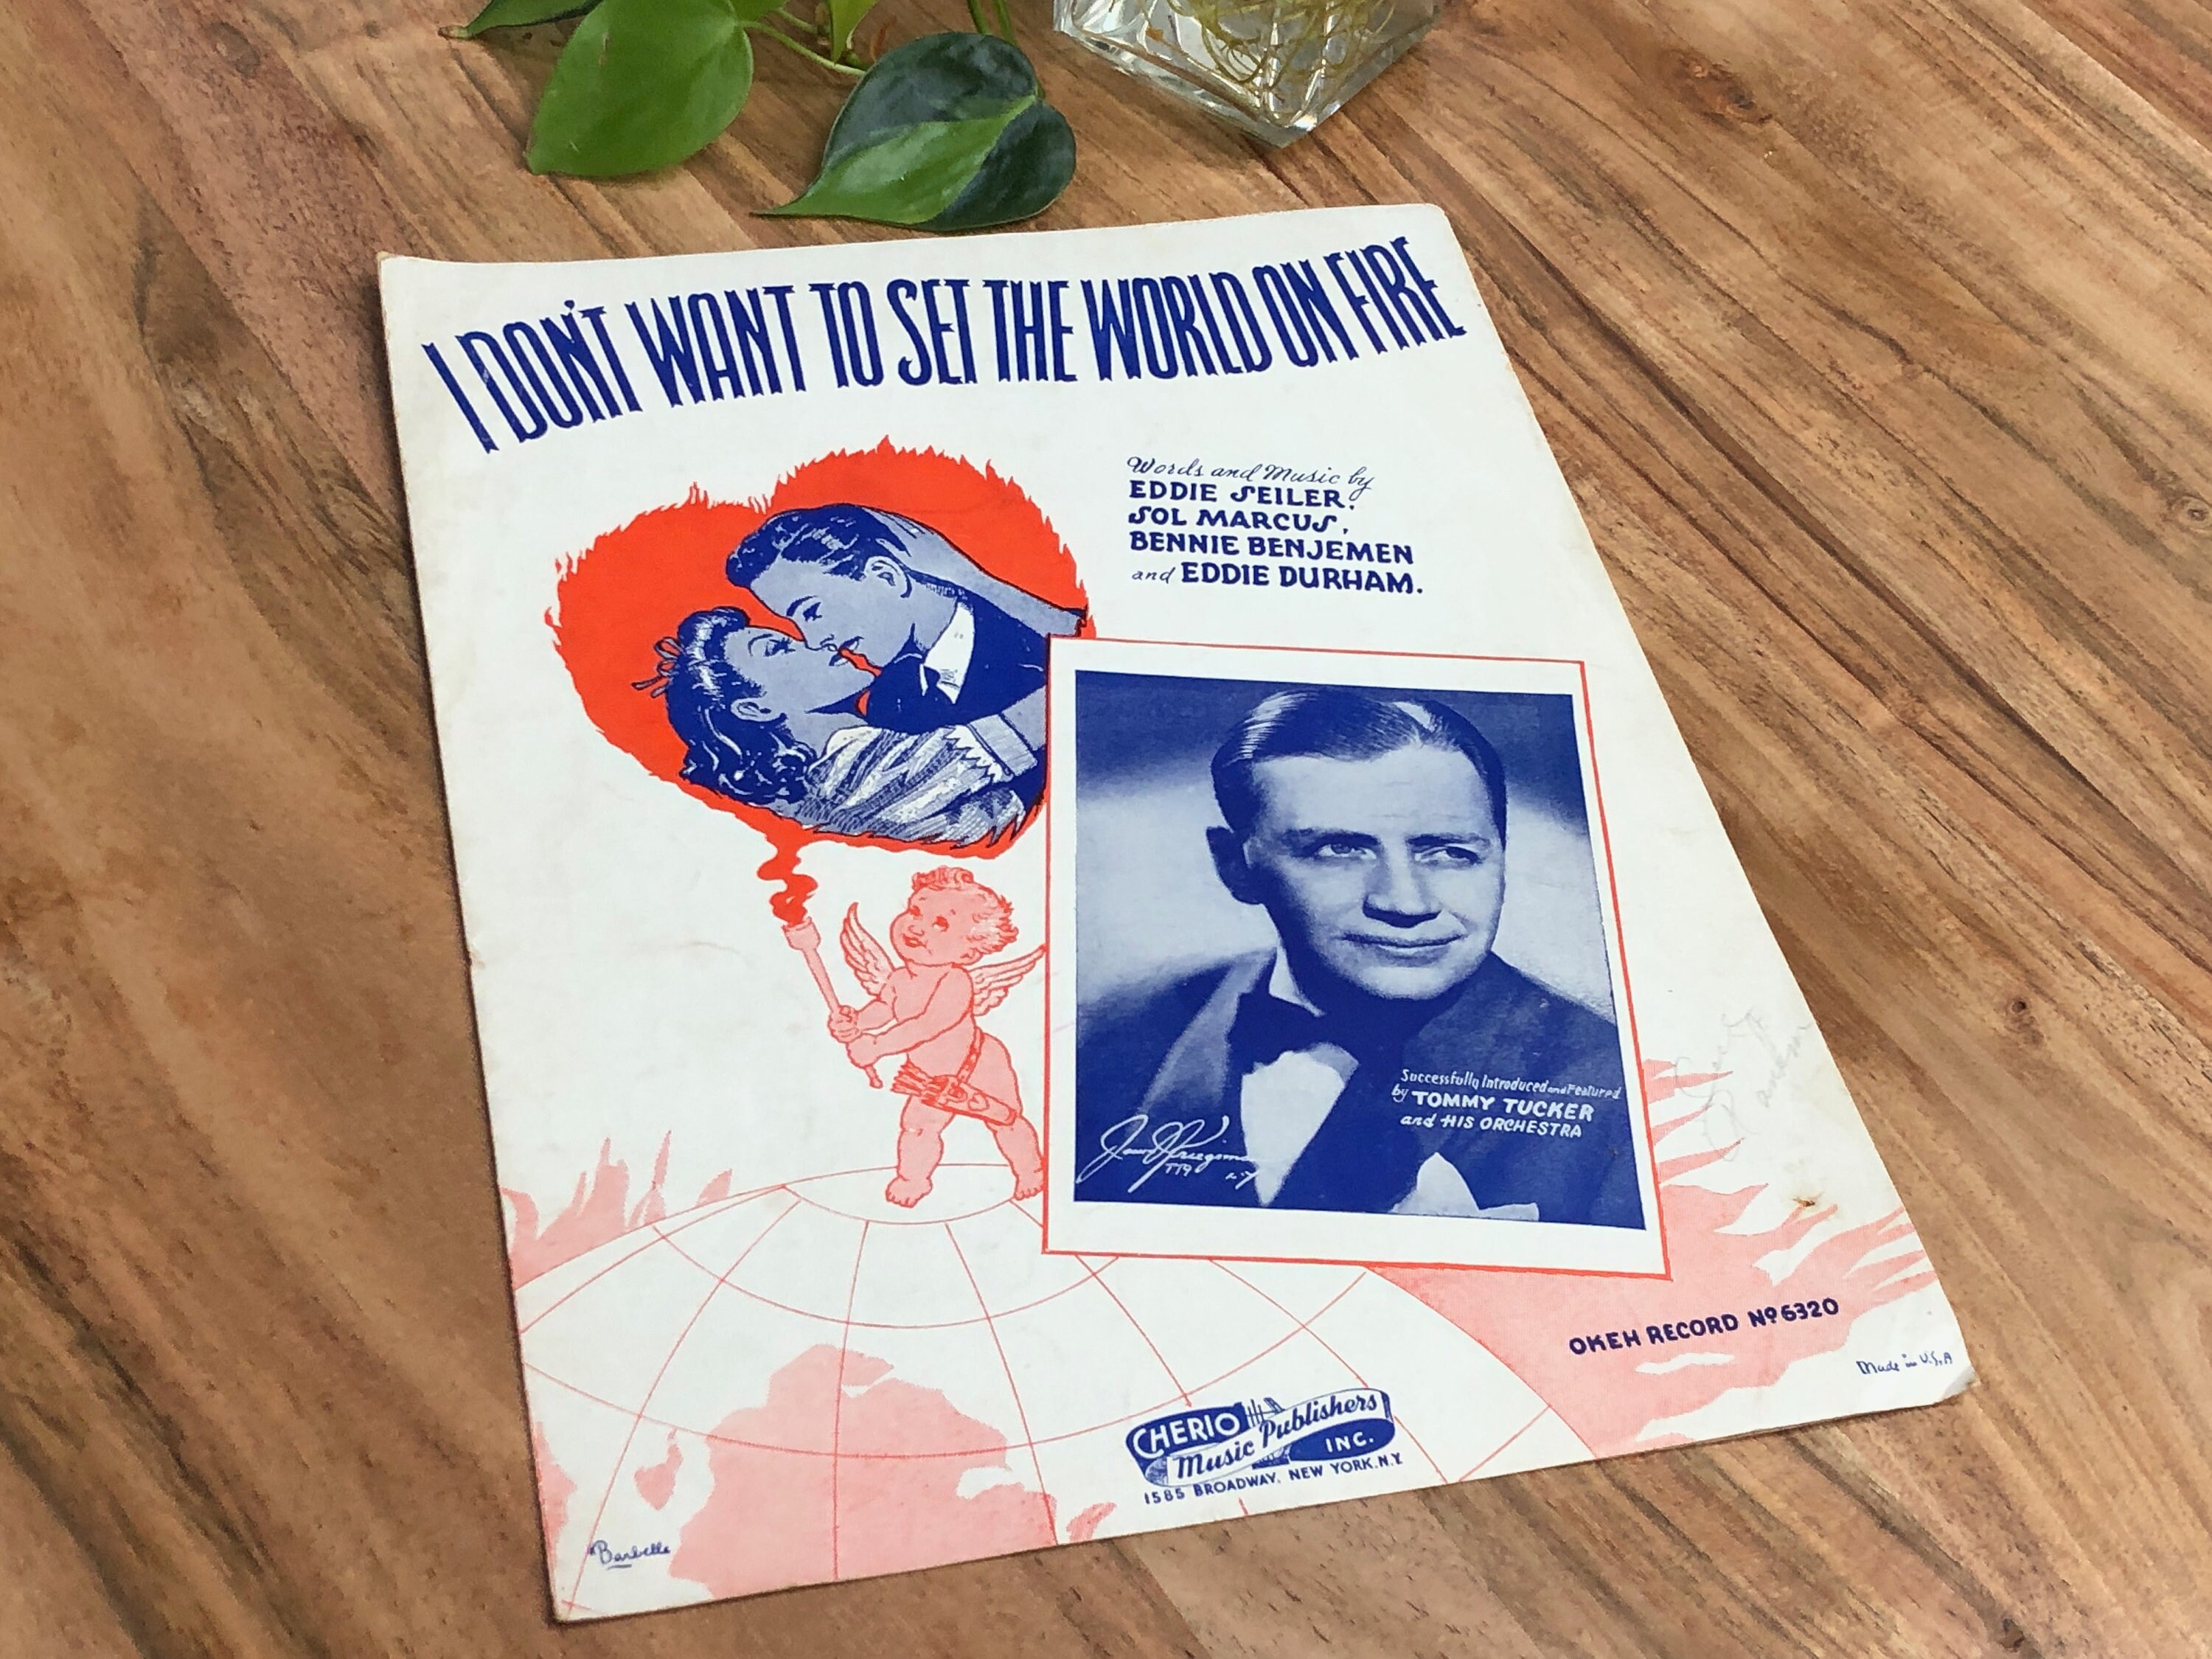 I DON'T WANT TO SET THE WORLD ON FIRE
Words and Music by
EDDIE SEILER,
SOL MARCUS,
BENNIE BENJEMEN
and EDDIE DURHAM.
Successfully Introduced and Featured
by TOMMY TUCKER
and HIS ORCHESTRA
OKEH RECORD No 6320
Made in U.S.A
CHERIO
Music Publishers
INC.
1585 BROADWAY, NEW YORK, N.Y.
Barbelle